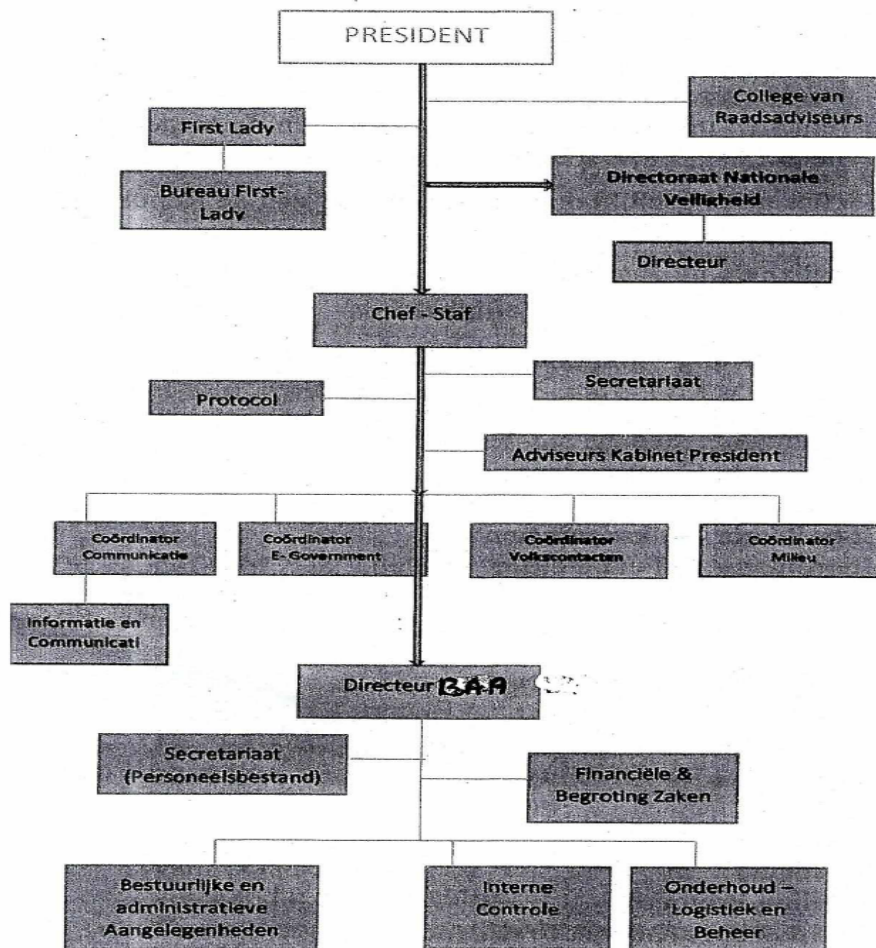 PRESIDENT
College van
Raadsadviseurs
First Lady
Bureau First-
Lady
Directoraat Nationale
Veiligheid
Directeur
Chef - Staf
Secretariaat
Protocol
Adviseurs Kabinet President
Coördinator
Communicatie
Coördinator
E- Government
Coördinator
Volkscontacten
Coördinator
Milieu
Informatie en
Communicati
Directeur BAA
Secretariaat
(Personeelsbestand)
Financiële &
Begroting Zaken
Bestuurlijke en
administratieve
Aangelegenheden
Interne
Controle
Onderhoud –
Logistiek en
Beheer